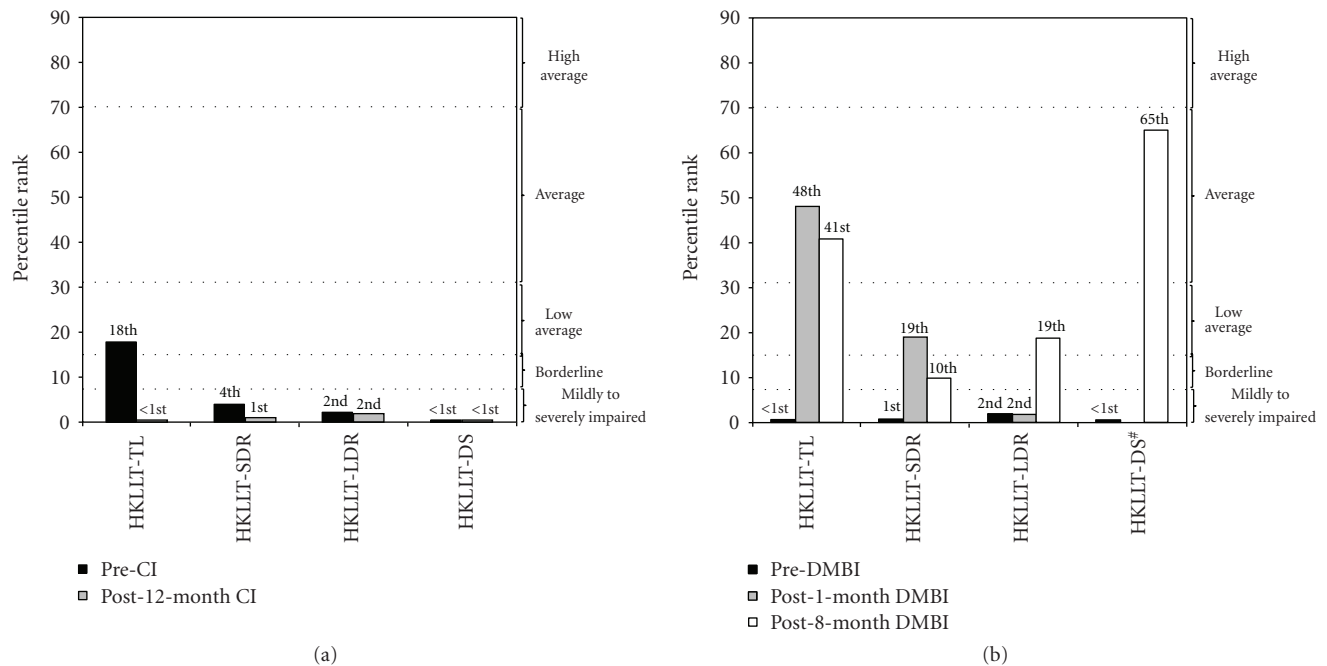 90
80
70
60
50
40
30
20
10
0
Percentile rank
18th
<1st
4th
1st
2nd
2nd
<1st
<1st
High
average
Average
Low
average
Borderline
Mildly to
severely impaired
HKLLT-TL
HKLLT-SDR
HKLLT-LDR
HKLLT-DS
Pre-CI
Post-12-month CI
(a)
90
80
70
60
50
40
30
20
10
0
Percentile rank
<1st
48th
41st
1st
19th
10th
2nd
2nd
19th
<1st
65th
High
average
Average
Low
average
Borderline
Mildly to
severely impaired
HKLLT-TL
HKLLT-SDR
HKLLT-LDR
HKLLT-DS#
Pre-DMBI
Post-1-month DMBI
Post-8-month DMBI
(b)